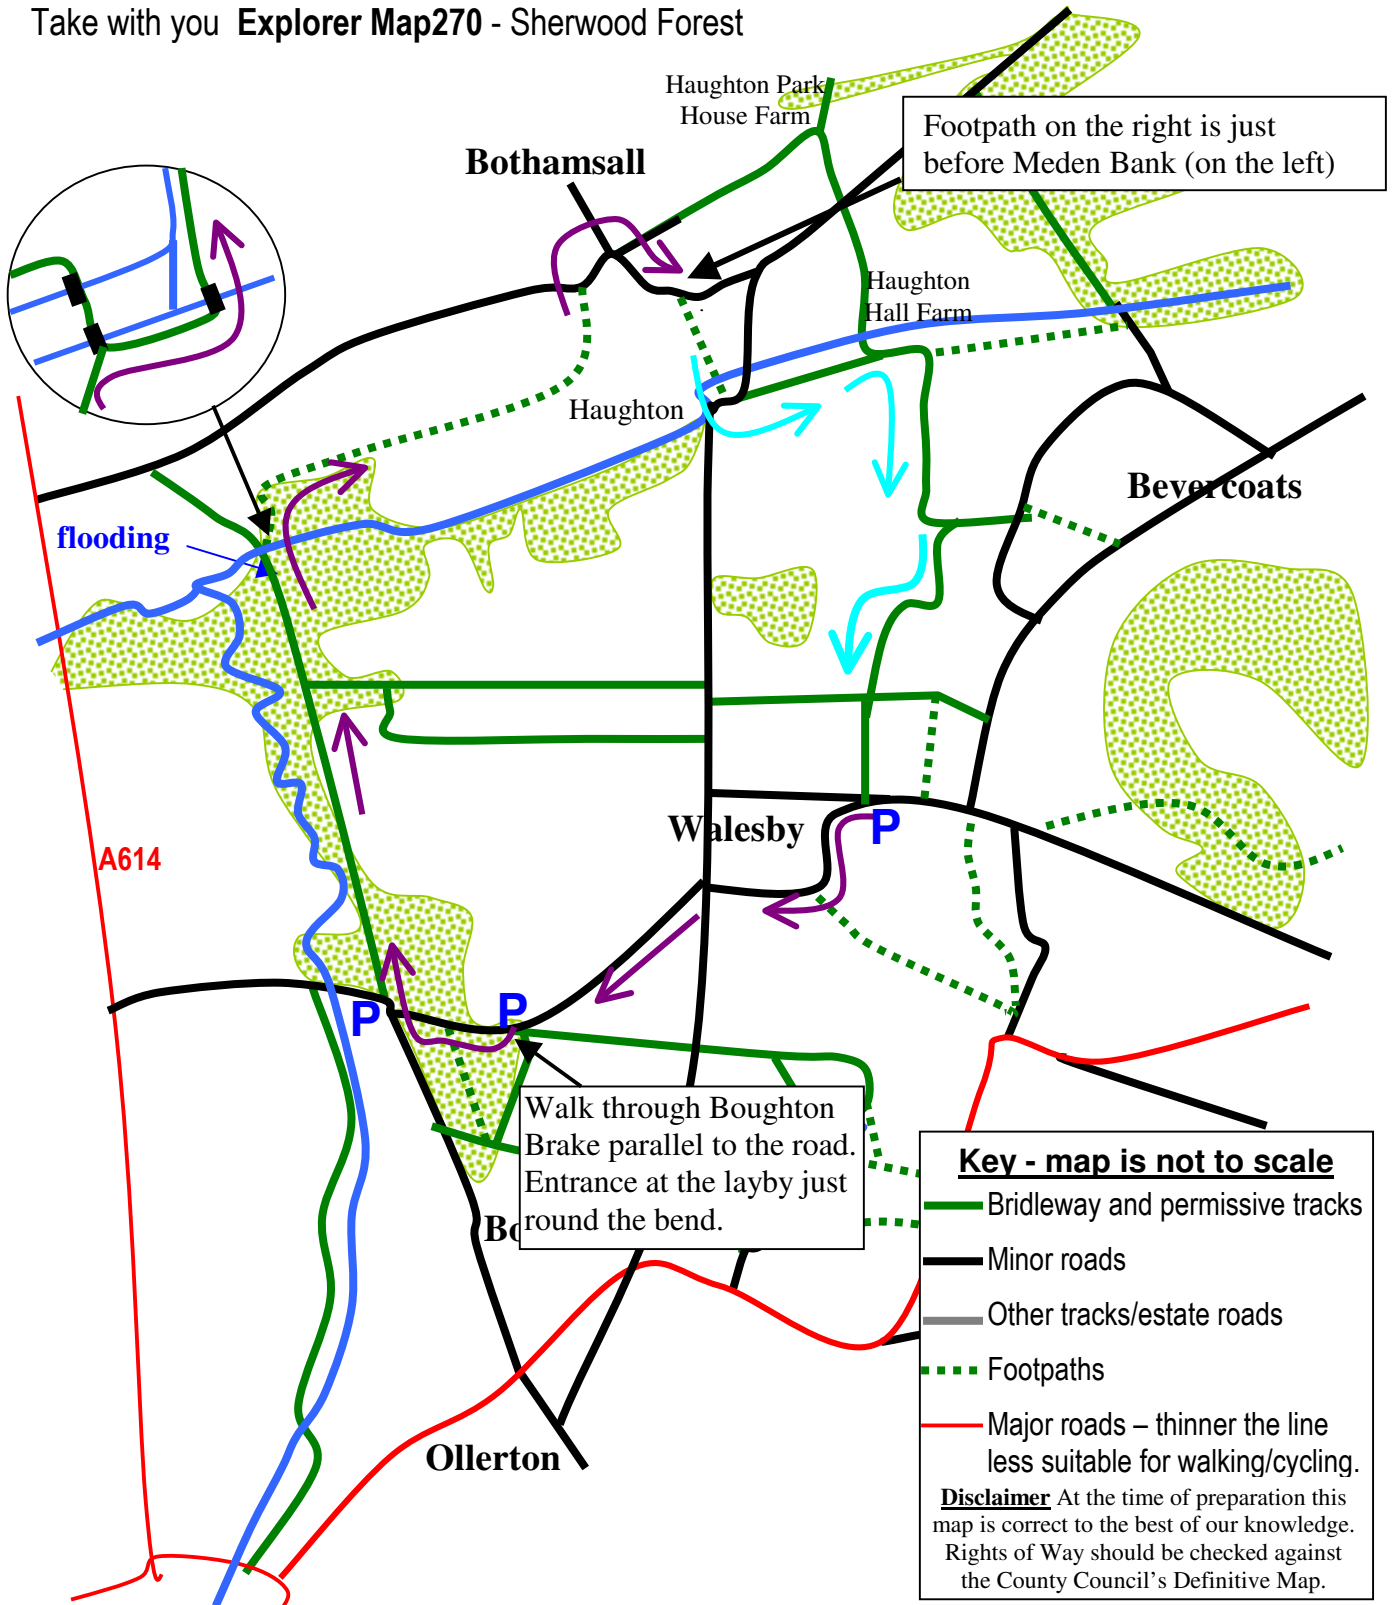 Take with you Explorer Map270 - Sherwood Forest
Haughton Park
House Farm
Footpath on the right is just
before Meden Bank (on the left)
Bothamsall
Haughton
Hall Farm
Haughton
Bevercoats
flooding
Walesby
P
A614
P
P
Walk through Boughton
Brake parallel to the road.
Entrance at the layby just
round the bend.
Bo
Ollerton
Key - map is not to scale
Bridleway and permissive tracks
Minor roads
Other tracks/estate roads
Footpaths
Major roads – thinner the line
less suitable for walking/cycling.
Disclaimer At the time of preparation this
map is correct to the best of our knowledge.
Rights of Way should be checked against
the County Council's Definitive Map.